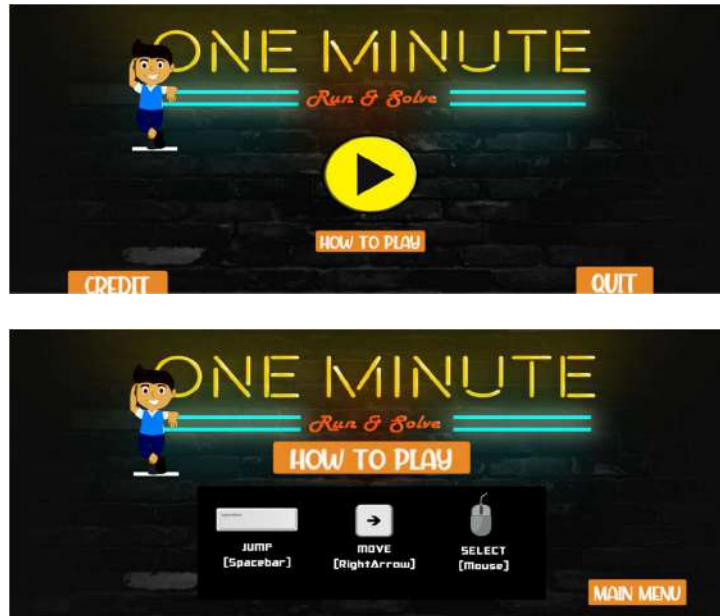 ONE MINUTE
Run & Solve
HOW TO PLAY
CREDIT
QUIT
ONE MINUTE
Run & Solve
HOW TO PLAY
JUMP
[Spacebar]
MOVE
[RightArrow]
SELECT
[Mouse]
MAIN MENU